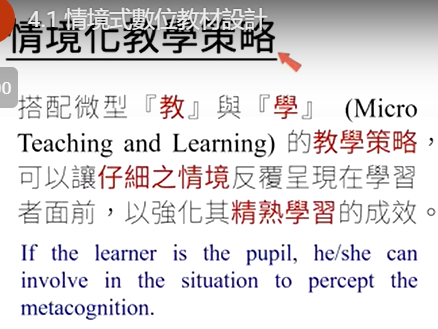 4.1 情境式數位教材設計
情境化教學策略
00
搭配微型『教』與『學』 (Micro
Teaching and Learning) 的教學策略，
可以讓仔細之情境反覆呈現在學習
者面前，以強化其精熟學習的成效。
If the learner is the pupil, he/she can
involve in the situation to percept the
metacognition.